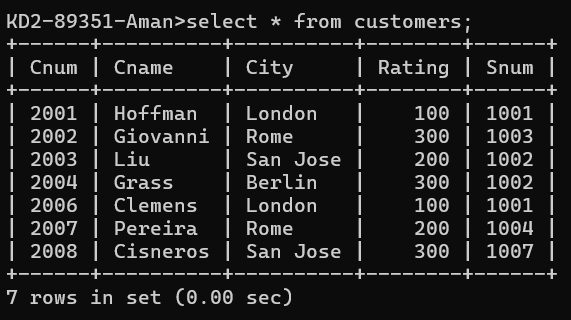 KD2-89351-Aman>select * from customers;
+------+----------+----------+--------+------+
| Cnum | Cname    | City     | Rating | Snum |
+------+----------+----------+--------+------+
| 2001 | Hoffman  | London   |    100 | 1001 |
| 2002 | Giovanni | Rome     |    300 | 1003 |
| 2003 | Liu      | San Jose |    200 | 1002 |
| 2004 | Grass    | Berlin   |    300 | 1002 |
| 2006 | Clemens  | London   |    100 | 1001 |
| 2007 | Pereira  | Rome     |    200 | 1004 |
| 2008 | Cisneros | San Jose |    300 | 1007 |
+------+----------+----------+--------+------+
7 rows in set (0.00 sec)